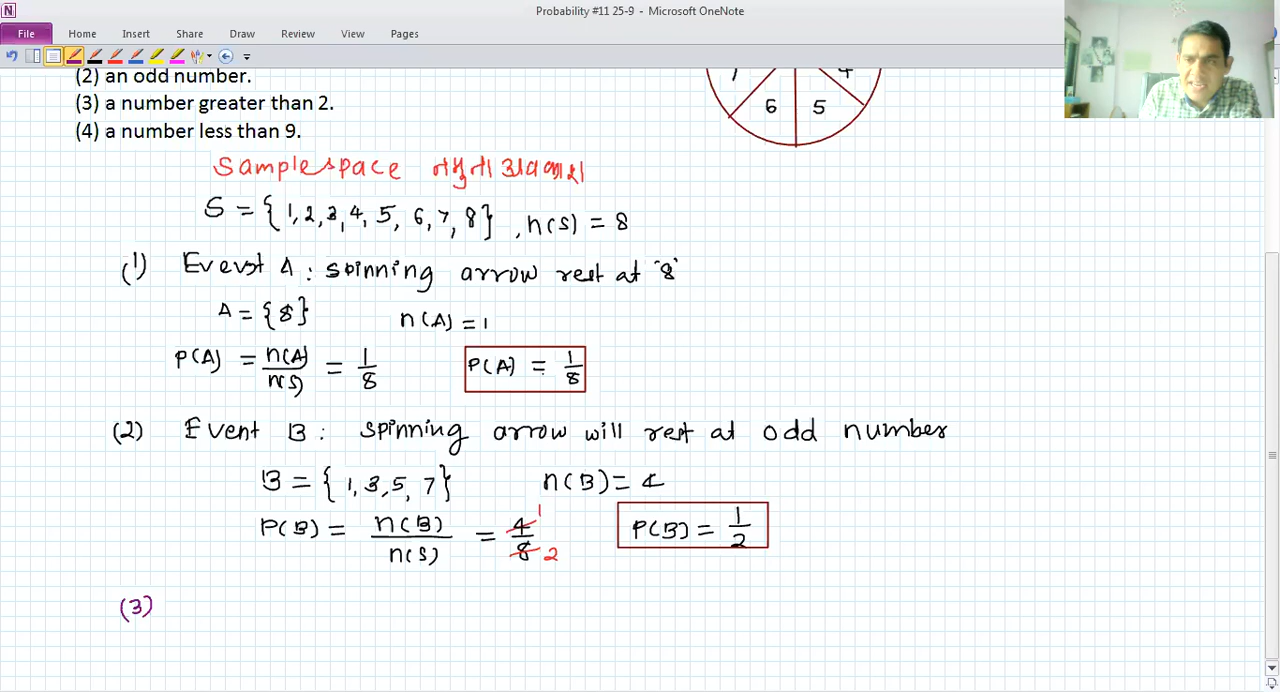 Probability #11 25-9 - Microsoft OneNote
File Home Insert Share Draw Review View Pages
(2) an odd number.
(3) a number greater than 2.
(4) a number less than 9.
7 4
6 5
Sample space
S = { 1, 2, 3, 4, 5, 6, 7, 8 } , n(S) = 8
(1) Evevst A : spinning arrow rest at '8'
A = { 8 } n(A) = 1
P(A) = n(A)/n(S) = 1/8 P(A) = 1/8
(2) Event B : spinning arrow will rest at odd number
B = { 1, 3, 5, 7 } n(B) = 4
P(B) = n(B)/n(S) = 4/8 1 2 P(B) = 1/2
(3)